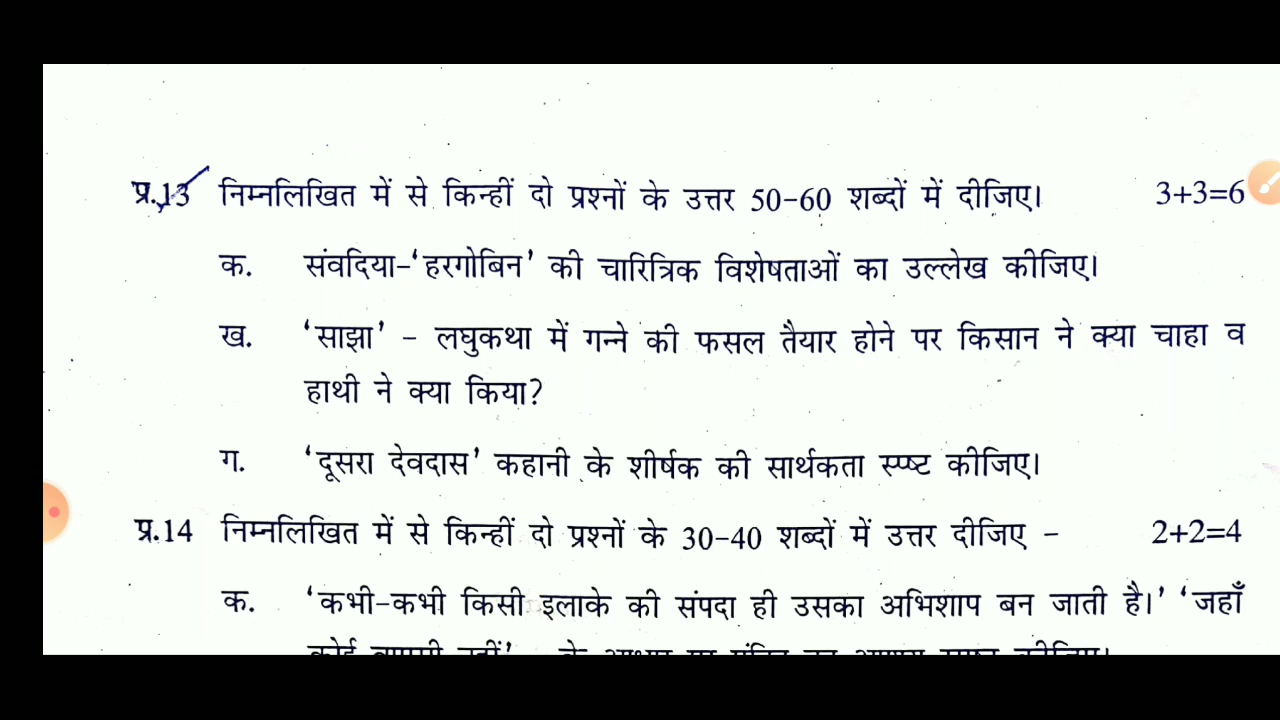 प्र.13 निम्नलिखित में से किन्हीं दो प्रश्नों के उत्तर 50-60 शब्दों में दीजिए। 3+3=6
क. संवदिया-'हरगोबिन' की चारित्रिक विशेषताओं का उल्लेख कीजिए।
ख. 'साझा' - लघुकथा में गन्ने की फसल तैयार होने पर किसान ने क्या चाहा व
हाथी ने क्या किया?
ग. 'दूसरा देवदास' कहानी के शीर्षक की सार्थकता स्प्ष्ट कीजिए।
प्र.14 निम्नलिखित में से किन्हीं दो प्रश्नों के 30-40 शब्दों में उत्तर दीजिए - 2+2=4
क. 'कभी-कभी किसी इलाके की संपदा ही उसका अभिशाप बन जाती है।' 'जहाँ